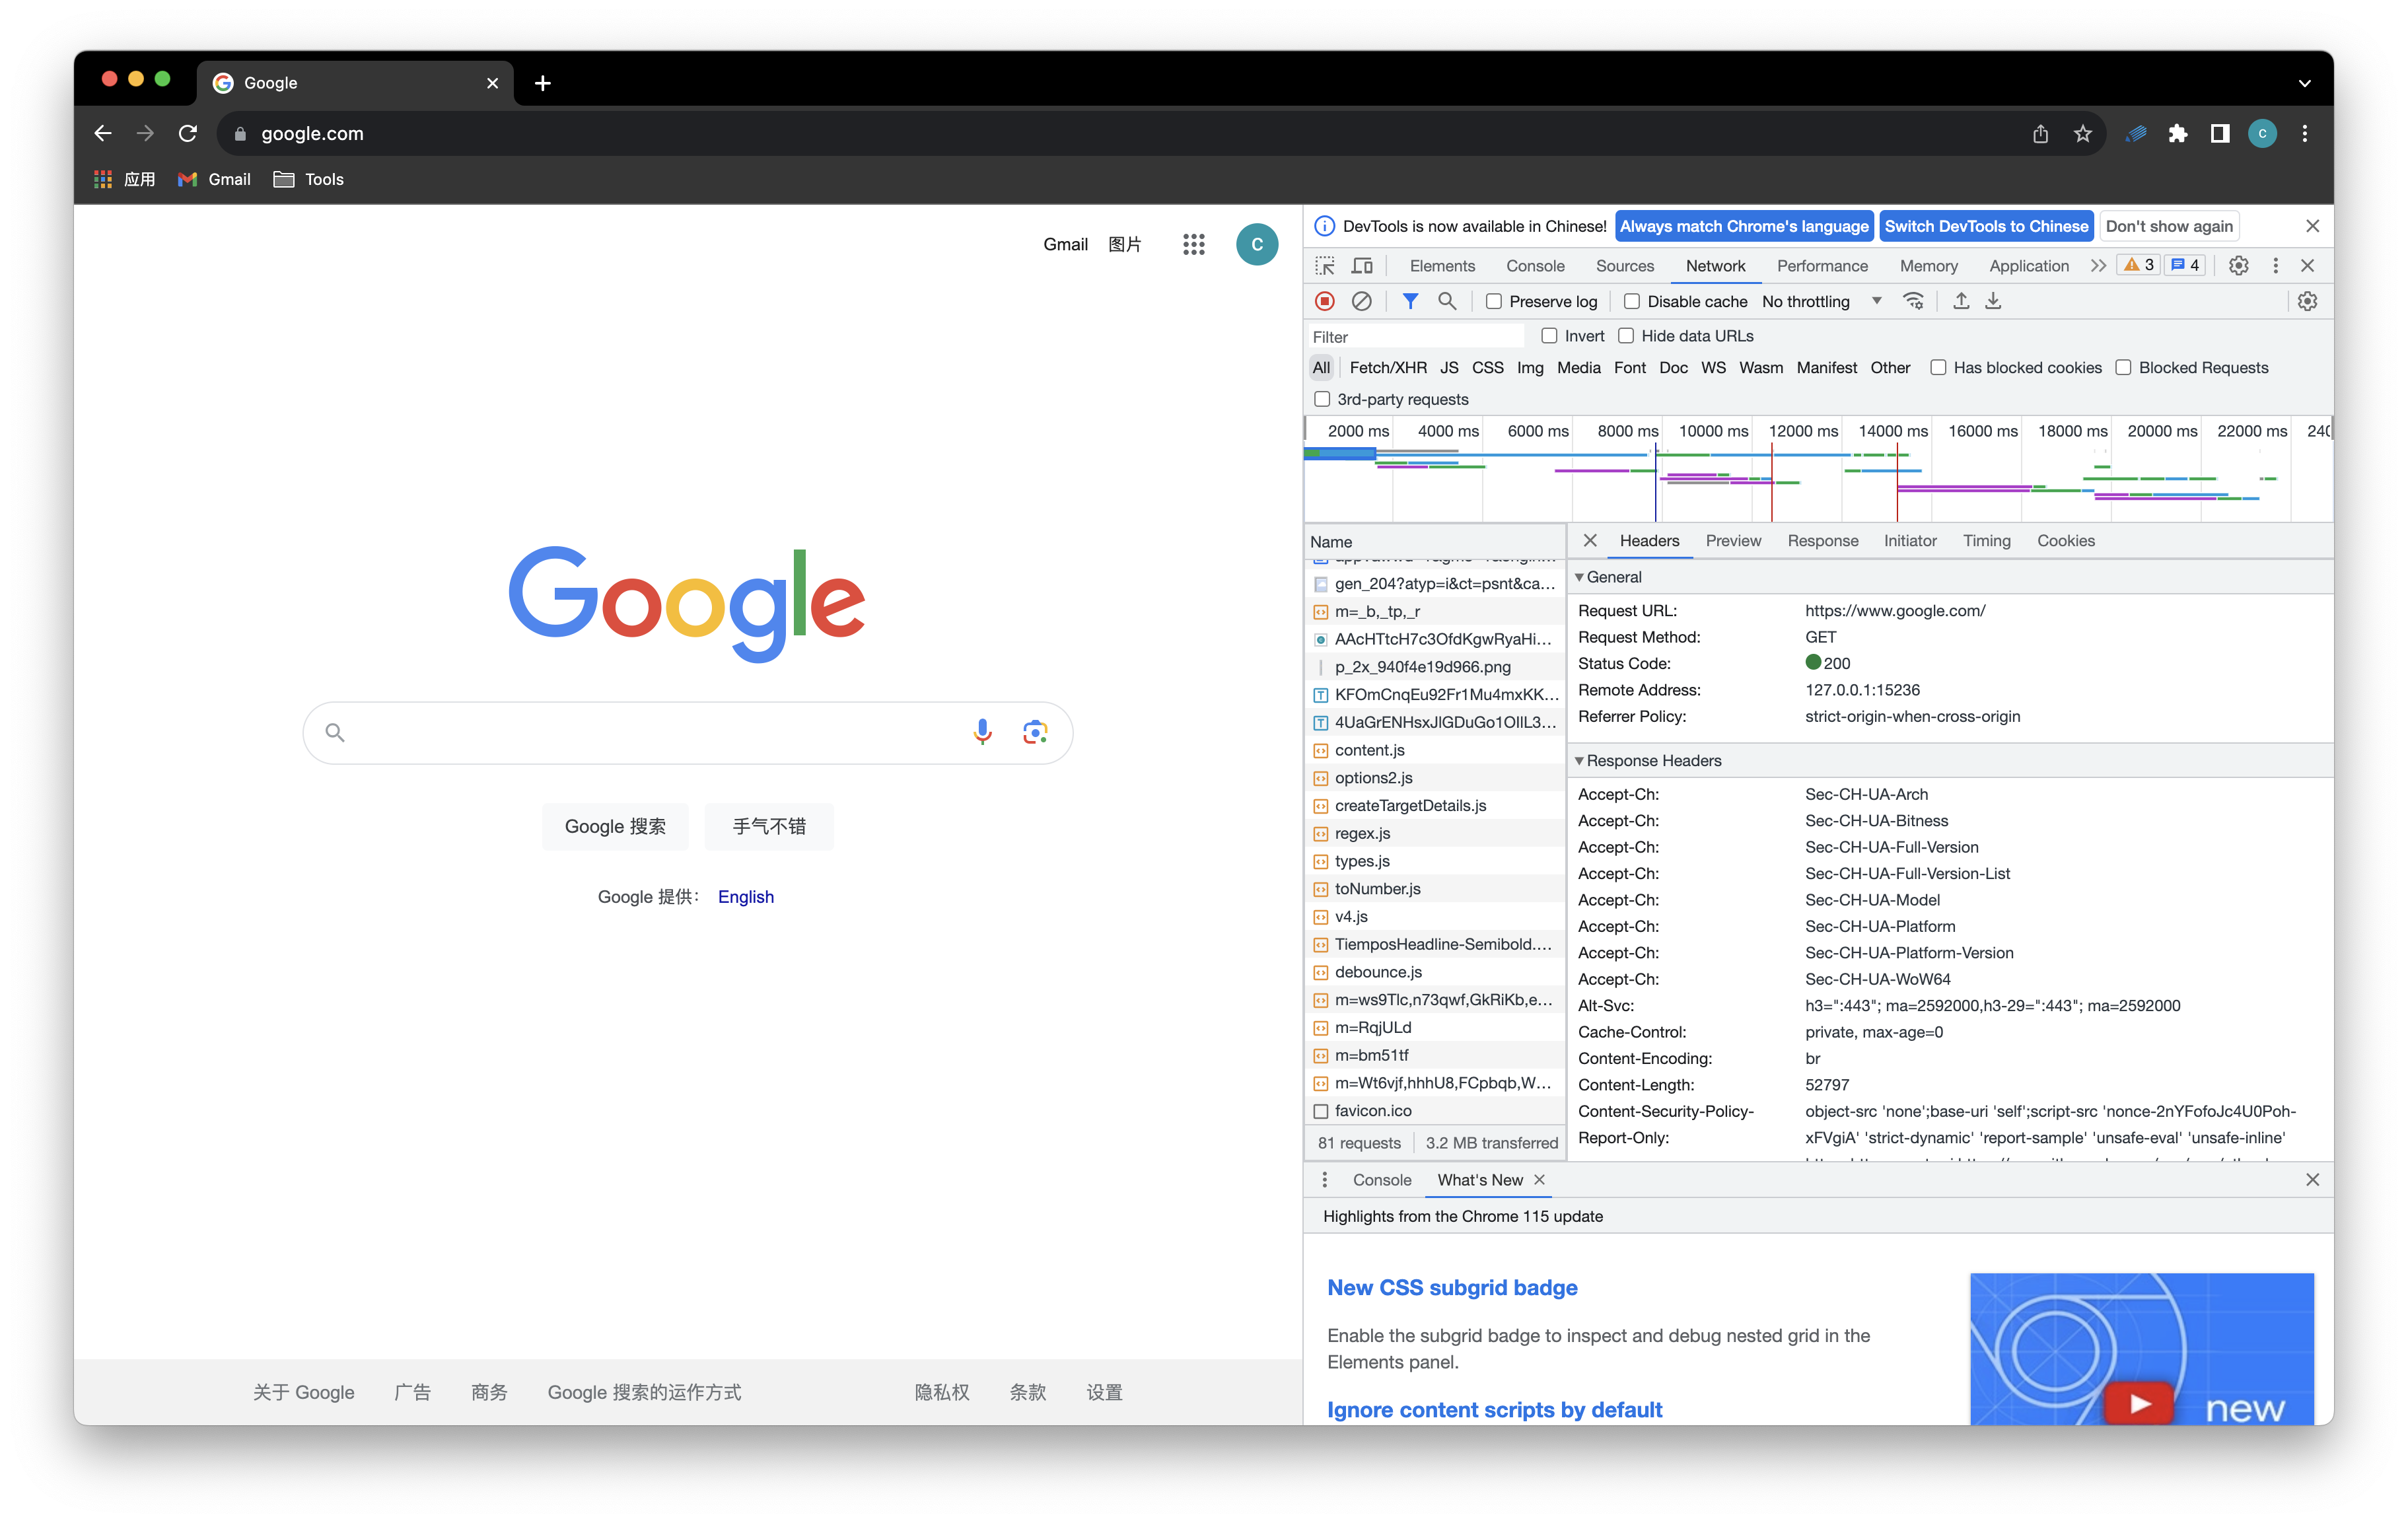 Google
google.com
应用 Gmail Tools
C
Gmail 图片
C
Google
Google 搜索 手气不错
Google 提供： English
关于 Google 广告 商务 Google 搜索的运作方式 隐私权 条款 设置
DevTools is now available in Chinese! Always match Chrome's language Switch DevTools to Chinese Don't show again
Elements Console Sources Network Performance Memory Application 3 4
Preserve log Disable cache No throttling
Filter Invert Hide data URLs
All Fetch/XHR JS CSS Img Media Font Doc WS Wasm Manifest Other Has blocked cookies Blocked Requests
3rd-party requests
2000 ms 4000 ms 6000 ms 8000 ms 10000 ms 12000 ms 14000 ms 16000 ms 18000 ms 20000 ms 22000 ms
Name
gen_204?atyp=i&ct=psnt&ca...
m=_b,_tp,_r
AAcHTtcH7c3OfdKgwRyaHi...
p_2x_940f4e19d966.png
KFOmCnqEu92Fr1Mu4mxKK...
4UaGrENHsxJlGDuGo1OIlL3...
content.js
options2.js
createTargetDetails.js
regex.js
types.js
toNumber.js
v4.js
TiemposHeadline-Semibold....
debounce.js
m=ws9Tlc,n73qwf,GkRiKb,e...
m=RqjULd
m=bm51tf
m=Wt6vjf,hhhU8,FCpbqb,W...
favicon.ico
81 requests 3.2 MB transferred
Headers Preview Response Initiator Timing Cookies
General
Request URL: https://www.google.com/
Request Method: GET
Status Code: 200
Remote Address: 127.0.0.1:15236
Referrer Policy: strict-origin-when-cross-origin
Response Headers
Accept-Ch: Sec-CH-UA-Arch
Accept-Ch: Sec-CH-UA-Bitness
Accept-Ch: Sec-CH-UA-Full-Version
Accept-Ch: Sec-CH-UA-Full-Version-List
Accept-Ch: Sec-CH-UA-Model
Accept-Ch: Sec-CH-UA-Platform
Accept-Ch: Sec-CH-UA-Platform-Version
Accept-Ch: Sec-CH-UA-WoW64
Alt-Svc: h3=":443"; ma=2592000,h3-29=":443"; ma=2592000
Cache-Control: private, max-age=0
Content-Encoding: br
Content-Length: 52797
Content-Security-Policy- object-src 'none';base-uri 'self';script-src 'nonce-2nYFofoJc4U0Poh-
Report-Only: xFVgiA' 'strict-dynamic' 'report-sample' 'unsafe-eval' 'unsafe-inline'
Console What's New
Highlights from the Chrome 115 update
New CSS subgrid badge
Enable the subgrid badge to inspect and debug nested grid in the
Elements panel.
Ignore content scripts by default
new